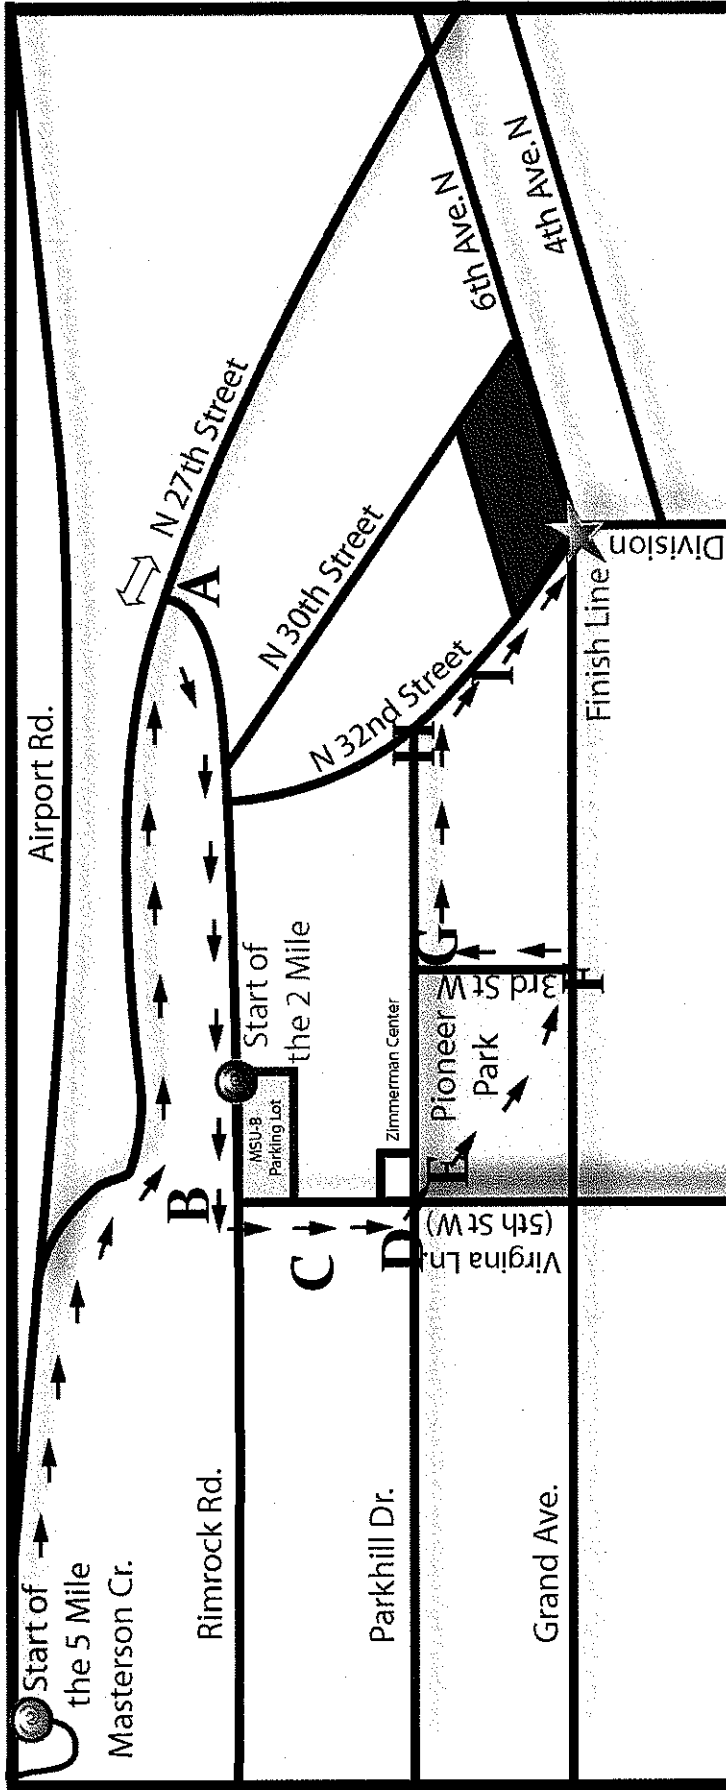 Start of
the 5 Mile
Masterson Cr.
Airport Rd.
N 27th Street
A
6th Ave. N
4th Ave. N
N 30th Street
N 32nd Street
Rimrock Rd.
B
MSU-B
Parking Lot
Start of
the 2 Mile
C
Zimmerman Center
Parkhill Dr.
D
E
Virgina Ln.
(5th St W)
Pioneer
Park
3rd St W
G
H
I
Grand Ave.
F
Finish Line
Division